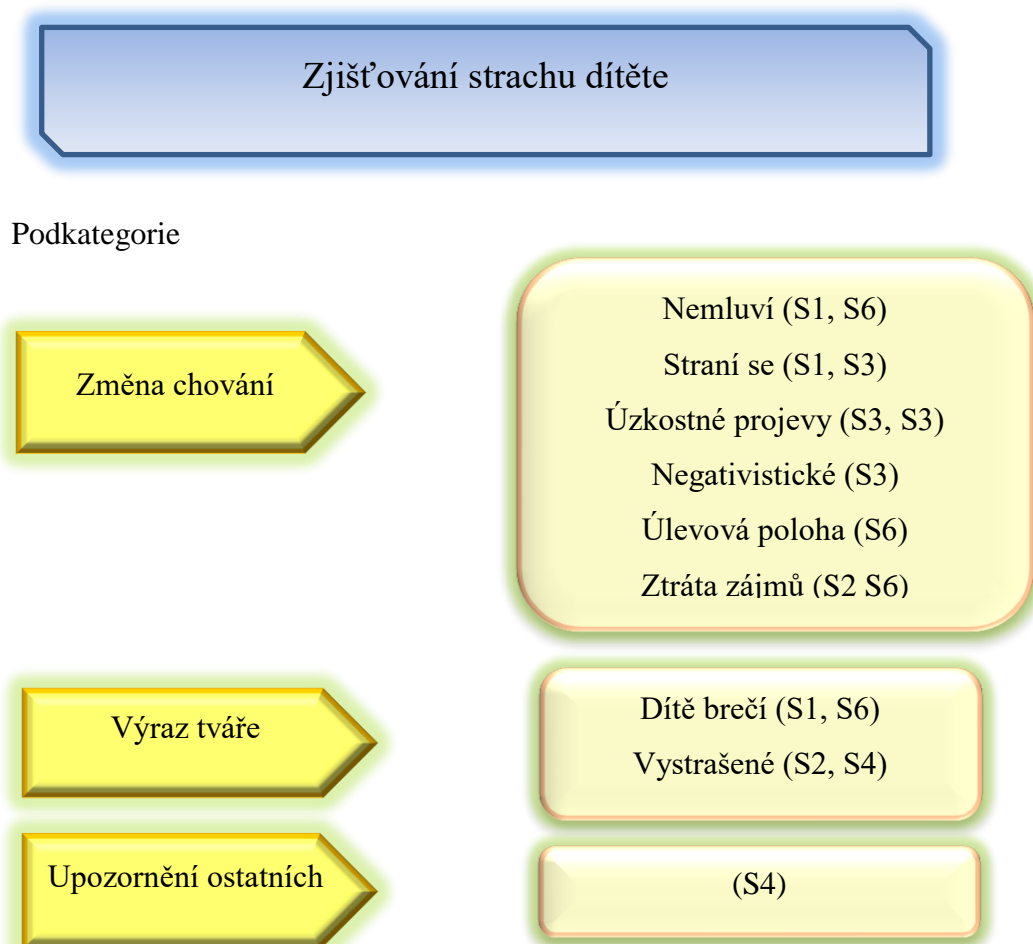 Zjišťování strachu dítěte
Podkategorie
Změna chování
Nemluví (S1, S6)
Straní se (S1, S3)
Úzkostné projevy (S3, S3)
Negativistické (S3)
Úlevová poloha (S6)
Ztráta zájmů (S2 S6)
Výraz tváře
Dítě brečí (S1, S6)
Vystrašené (S2, S4)
Upozornění ostatních
(S4)